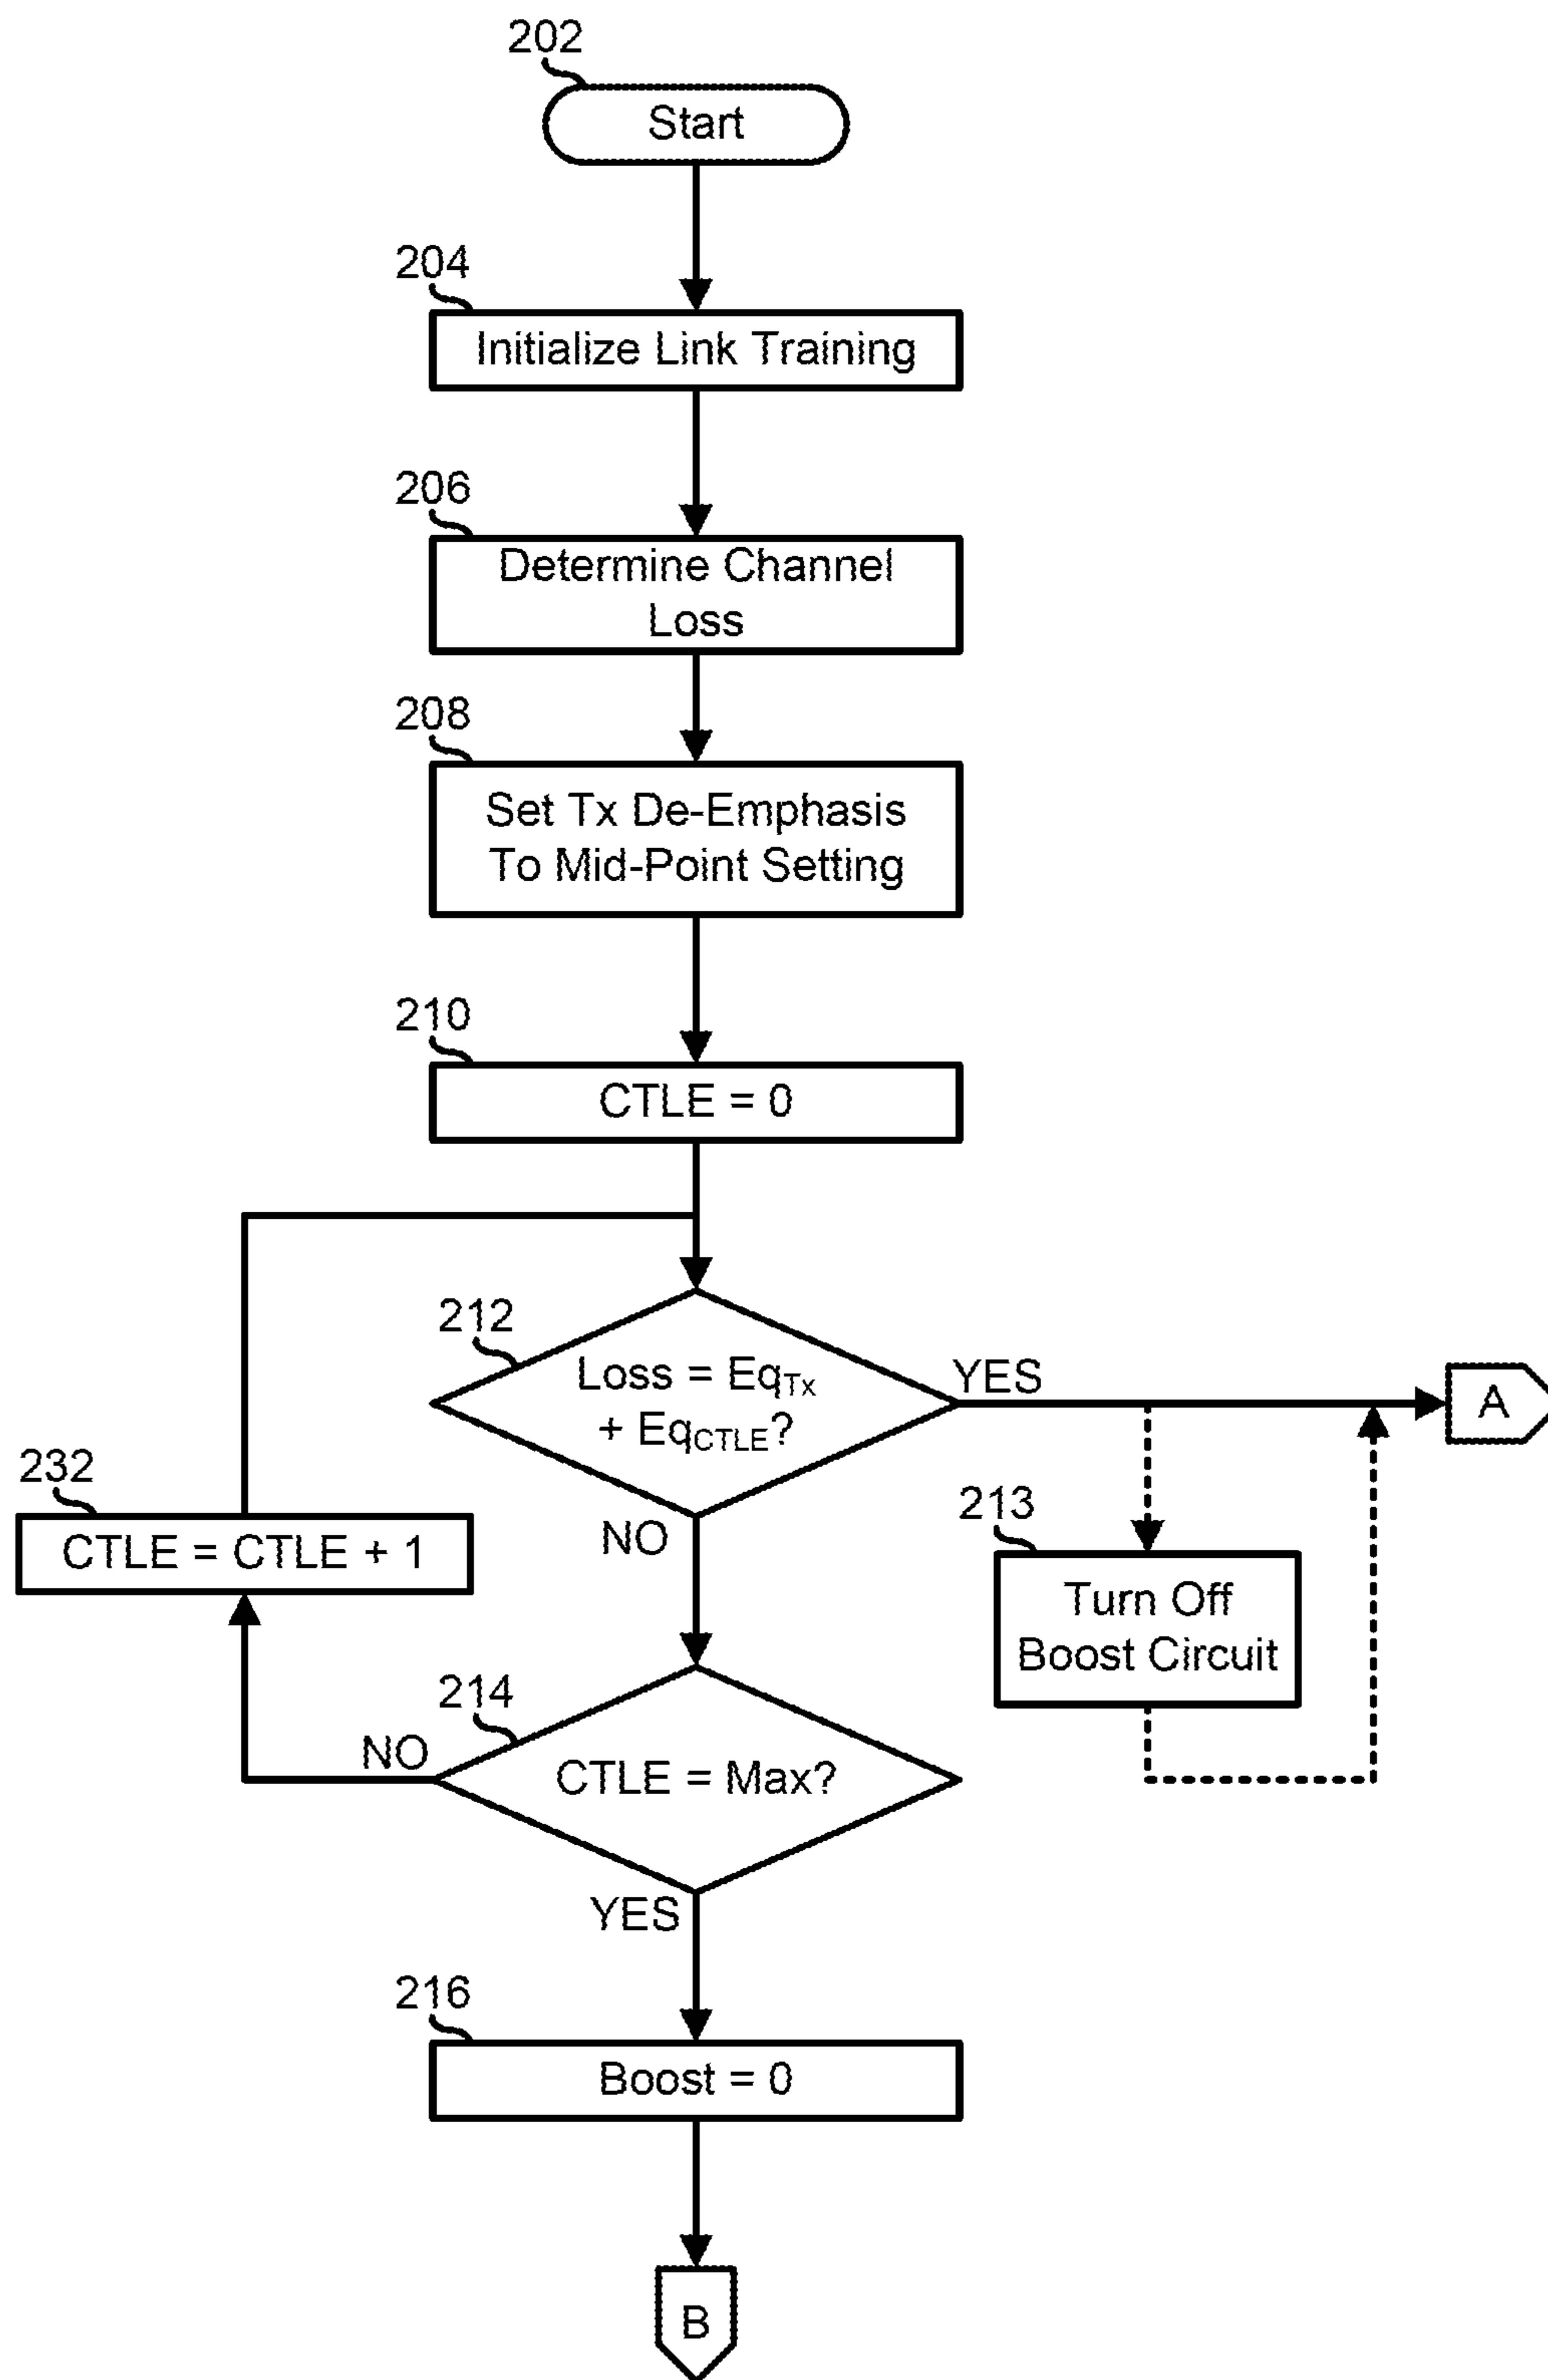 202
Start
204
Initialize Link Training
206
Determine Channel
Loss
208
Set Tx De-Emphasis
To Mid-Point Setting
210
CTLE = 0
212
Loss = EqTx
+ EqCTLE?
YES
A
NO
232
CTLE = CTLE + 1
213
Turn Off
Boost Circuit
214
NO
CTLE = Max?
YES
216
Boost = 0
B